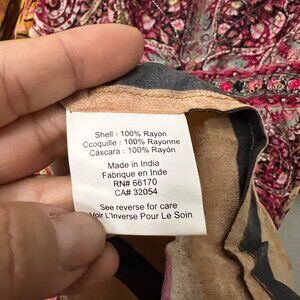 Shell : 100% Rayon
Ccoquille : 100% Rayonne
Cáscara : 100% Rayón
Made in India
Fabrique en Inde
RN# 66170
CA# 32054
See reverse for care
Voir L'Inverse Pour Le Soin